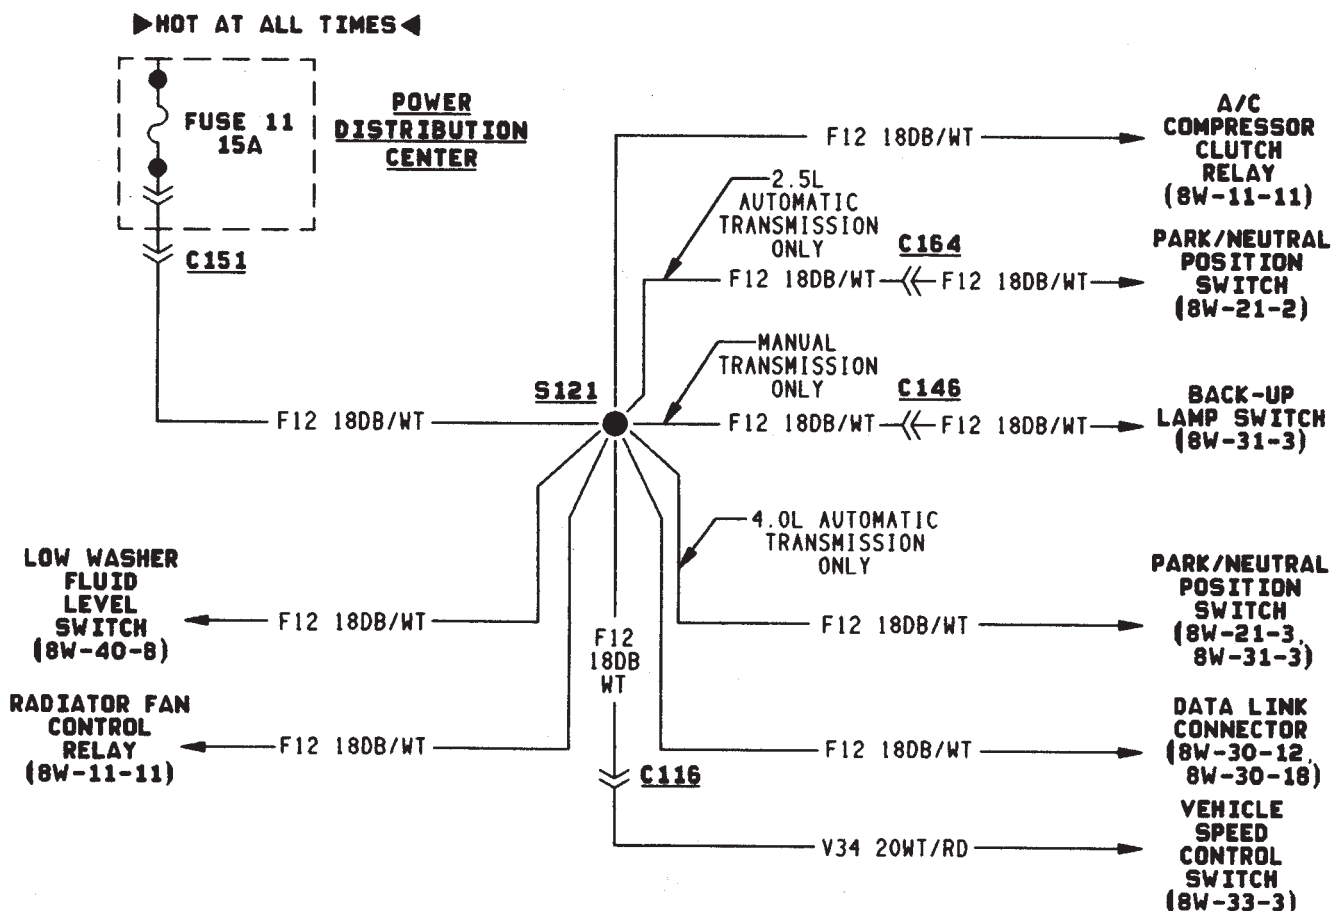 HOT AT ALL TIMES
FUSE 11
15A
POWER
DISTRIBUTION
CENTER
C151
F12 18DB/WT
S121
F12 18DB/WT
A/C
COMPRESSOR
CLUTCH
RELAY
(8W-11-11)
2.5L
AUTOMATIC
TRANSMISSION
ONLY
F12 18DB/WT
C164
F12 18DB/WT
PARK/NEUTRAL
POSITION
SWITCH
(8W-21-2)
MANUAL
TRANSMISSION
ONLY
F12 18DB/WT
C146
F12 18DB/WT
BACK-UP
LAMP SWITCH
(8W-31-3)
4.0L AUTOMATIC
TRANSMISSION
ONLY
F12 18DB/WT
PARK/NEUTRAL
POSITION
SWITCH
(8W-21-3,
8W-31-3)
LOW WASHER
FLUID
LEVEL
SWITCH
(8W-40-8)
F12 18DB/WT
RADIATOR FAN
CONTROL
RELAY
(8W-11-11)
F12 18DB/WT
F12
18DB
WT
C116
F12 18DB/WT
DATA LINK
CONNECTOR
(8W-30-12,
8W-30-18)
V34 20WT/RD
VEHICLE
SPEED
CONTROL
SWITCH
(8W-33-3)